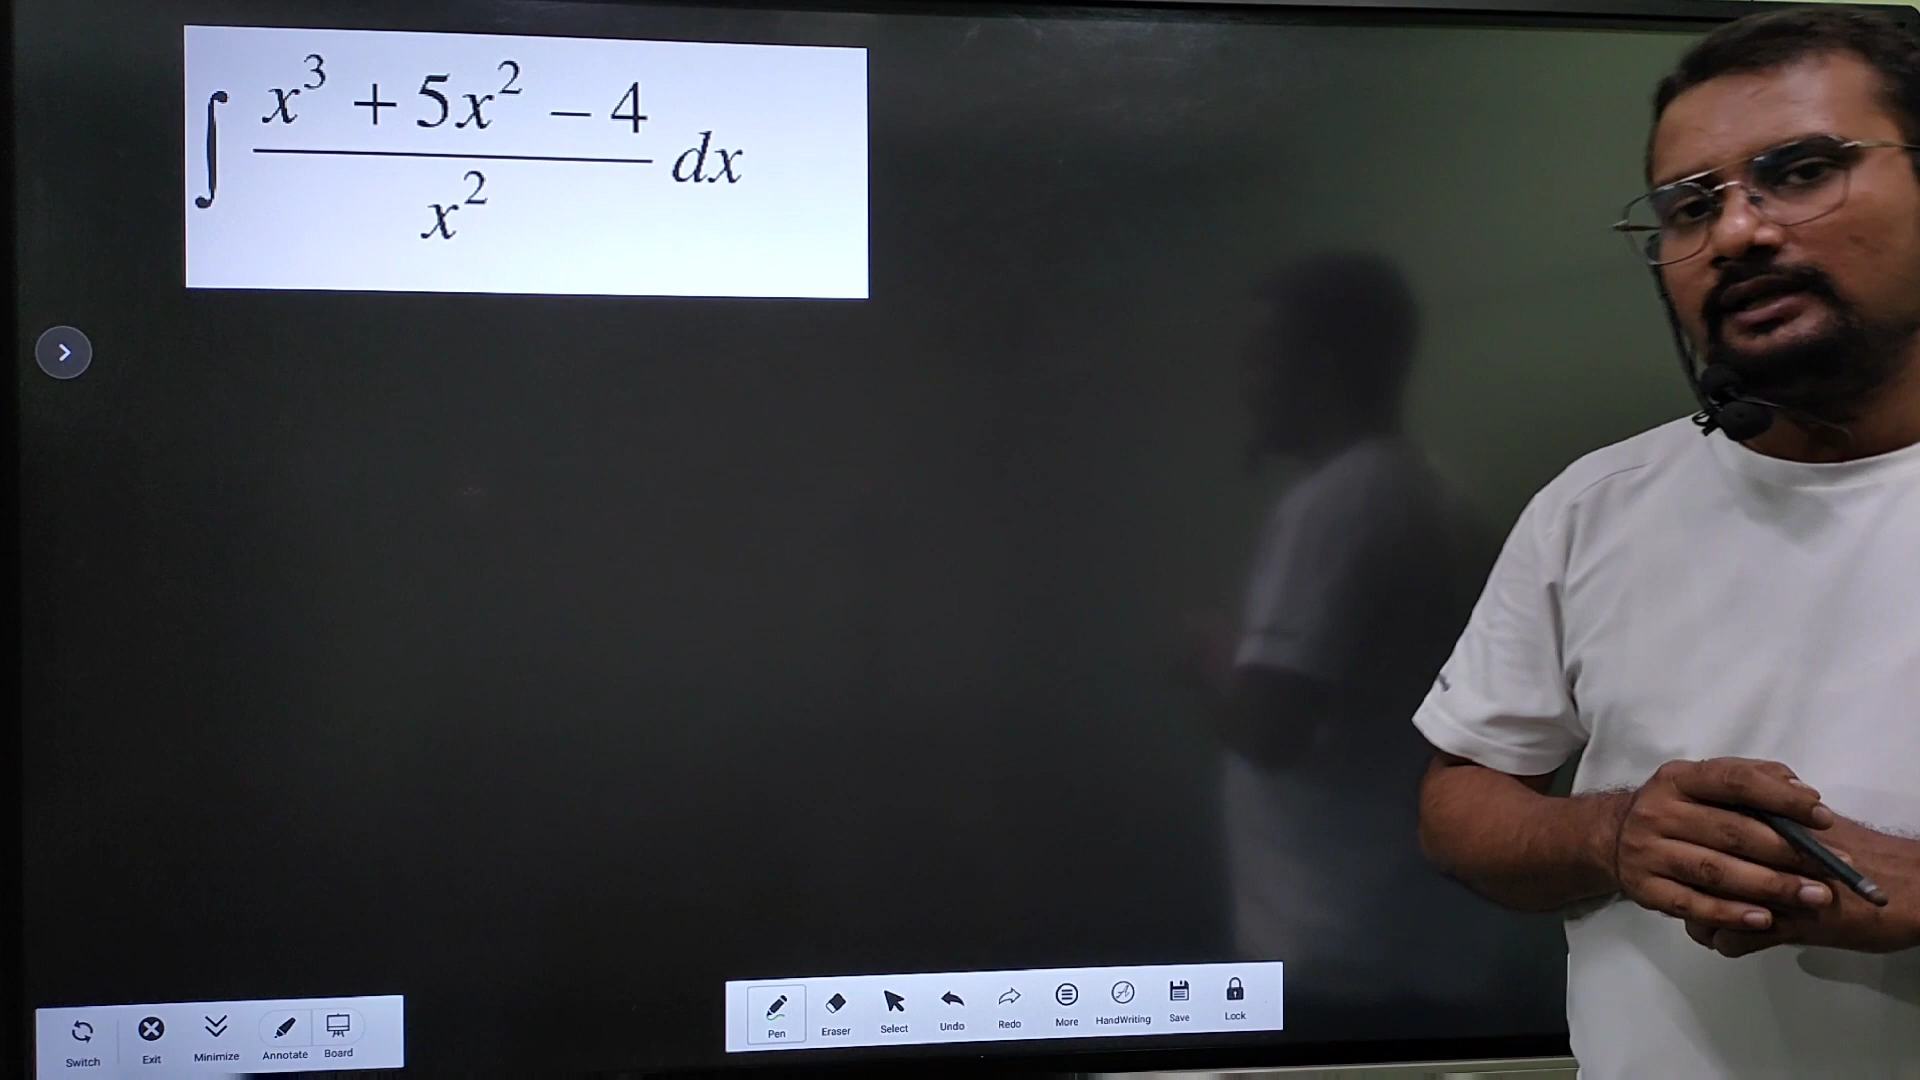 ∫ (x³ + 5x² − 4) / x² dx
Switch Exit Minimize Annotate Board
Pen Eraser Select Undo Redo More HandWriting Save Lock